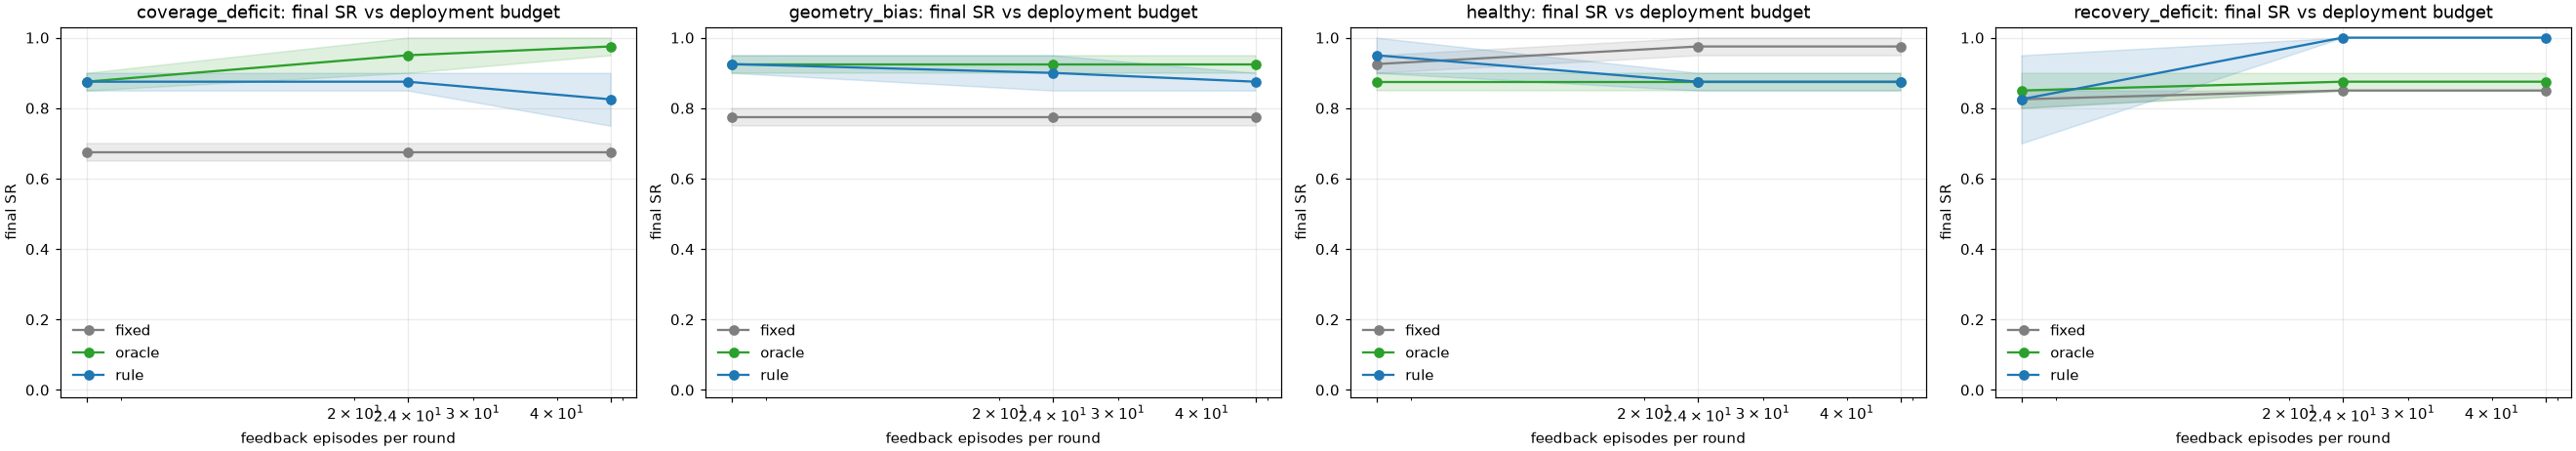 coverage_deficit: final SR vs deployment budget
final SR
1.0
0.8
0.6
0.4
0.2
0.0
fixed
oracle
rule
2 × 10¹
2.4 × 10¹
3 × 10¹
4 × 10¹
feedback episodes per round
geometry_bias: final SR vs deployment budget
final SR
1.0
0.8
0.6
0.4
0.2
0.0
fixed
oracle
rule
2 × 10¹
2.4 × 10¹
3 × 10¹
4 × 10¹
feedback episodes per round
healthy: final SR vs deployment budget
final SR
1.0
0.8
0.6
0.4
0.2
0.0
fixed
oracle
rule
2 × 10¹
2.4 × 10¹
3 × 10¹
4 × 10¹
feedback episodes per round
recovery_deficit: final SR vs deployment budget
final SR
1.0
0.8
0.6
0.4
0.2
0.0
fixed
oracle
rule
2 × 10¹
2.4 × 10¹
3 × 10¹
4 × 10¹
feedback episodes per round